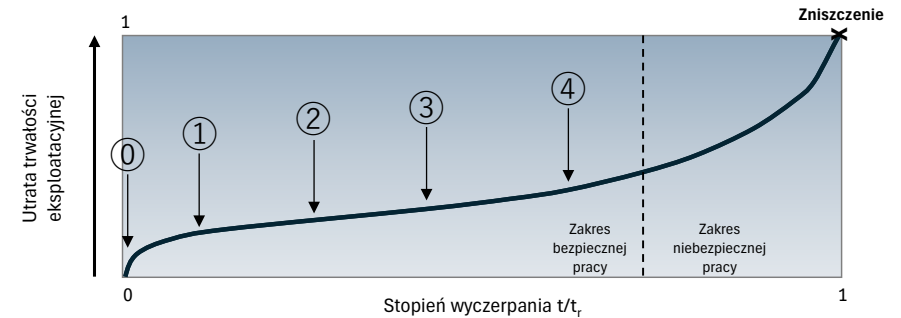 Zniszczenie
1
Utrata trwałości
eksploatacyjnej
0
1
2
3
4
Zakres
bezpiecznej
pracy
Zakres
niebezpiecznej
pracy
0
Stopień wyczerpania t/tr
1